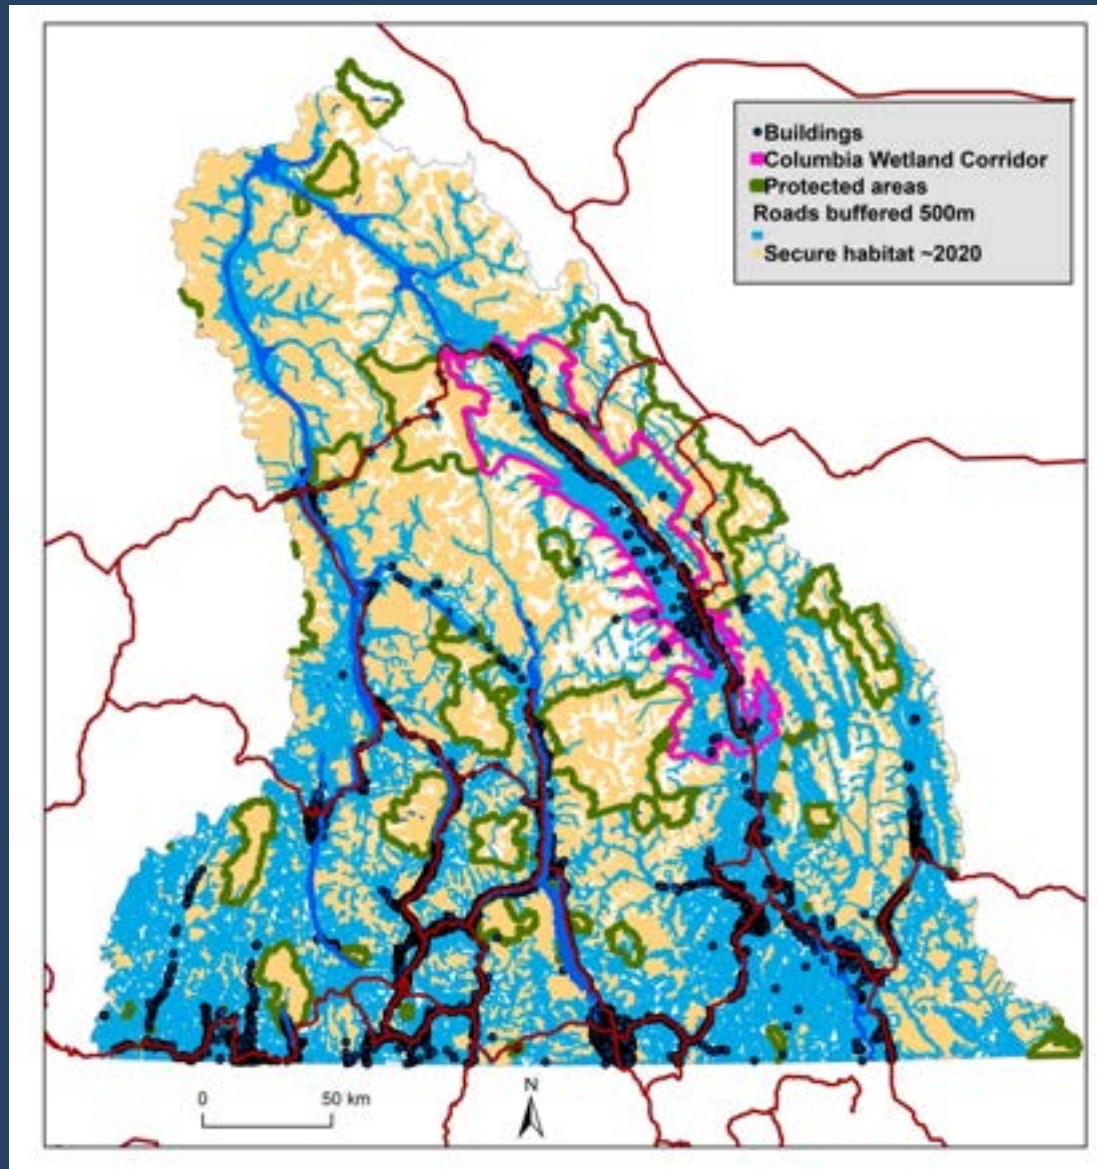 Buildings
Columbia Wetland Corridor
Protected areas
Roads buffered 500m
Secure habitat ~2020
0 50 km
N